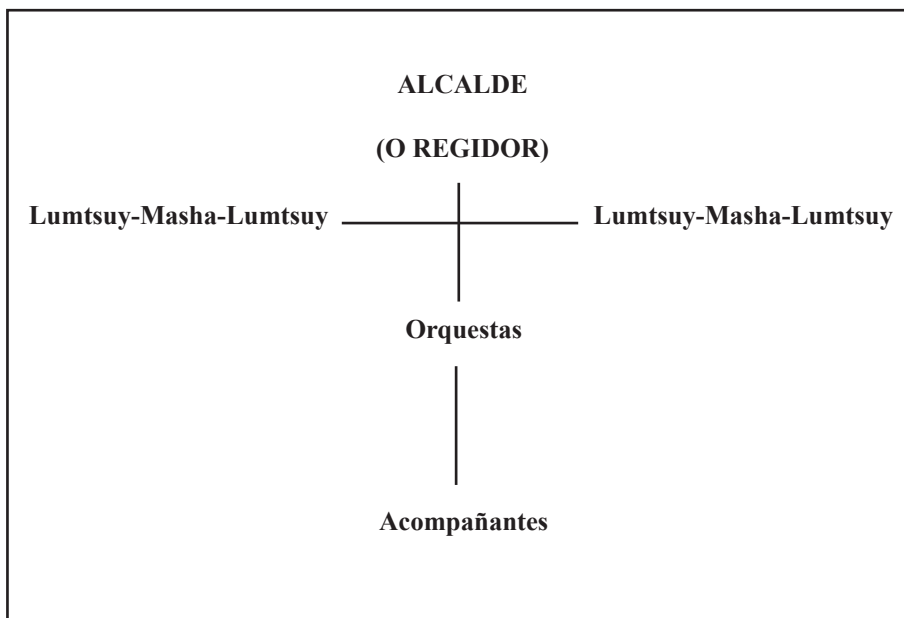 ALCALDE
(O REGIDOR)
Lumtsuy-Masha-Lumtsuy Lumtsuy-Masha-Lumtsuy
Orquestas
Acompañantes